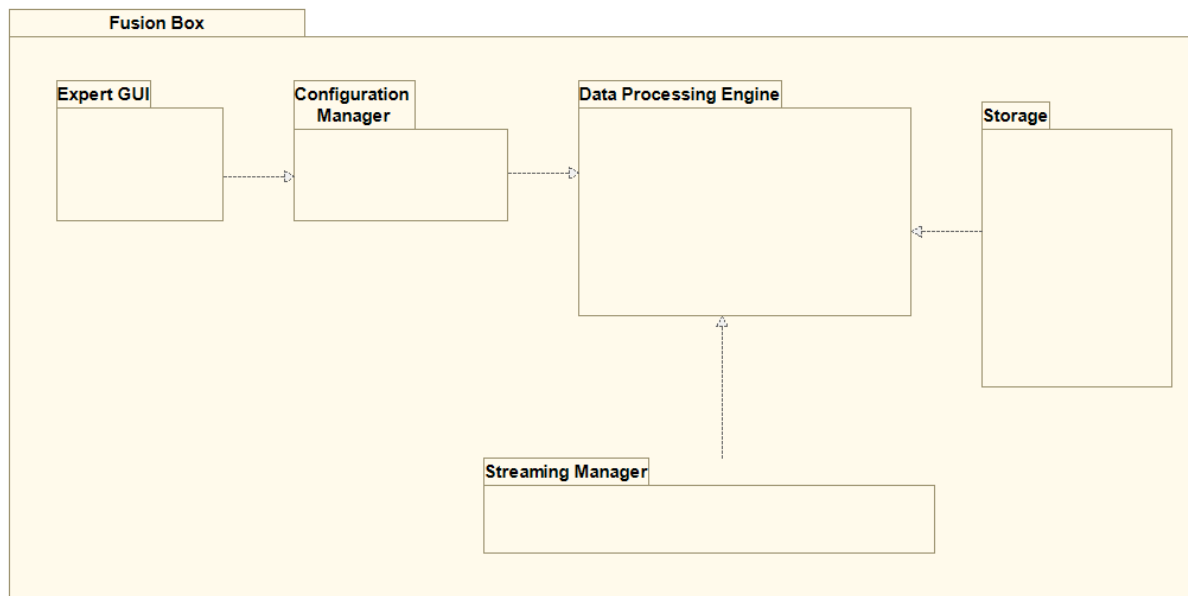 Fusion Box
Expert GUI
Configuration
Manager
Data Processing Engine
Storage
Streaming Manager